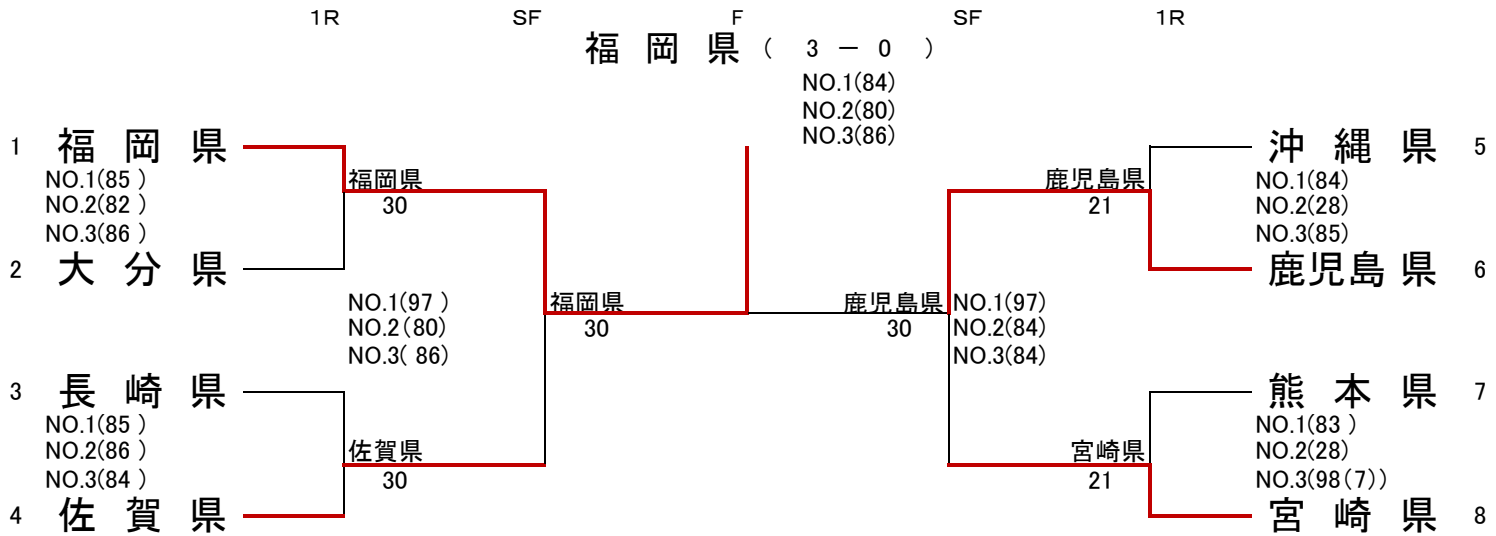 1R SF F SF 1R
福岡県 ( 3 － 0 )
NO.1(84)
NO.2(80)
NO.3(86)
1 福岡県
NO.1(85 )
NO.2(82 )
NO.3(86 )
2 大分県
福岡県
30
NO.1(97 )
NO.2(80)
NO.3( 86)
3 長崎県
NO.1(85 )
NO.2(86 )
NO.3(84 )
4 佐賀県
佐賀県
30
福岡県
30
鹿児島県
30
鹿児島県
21
NO.1(97)
NO.2(84)
NO.3(84)
宮崎県
21
沖縄県 5
NO.1(84)
NO.2(28)
NO.3(85)
鹿児島県 6
熊本県 7
NO.1(83 )
NO.2(28)
NO.3(98(7))
宮崎県 8